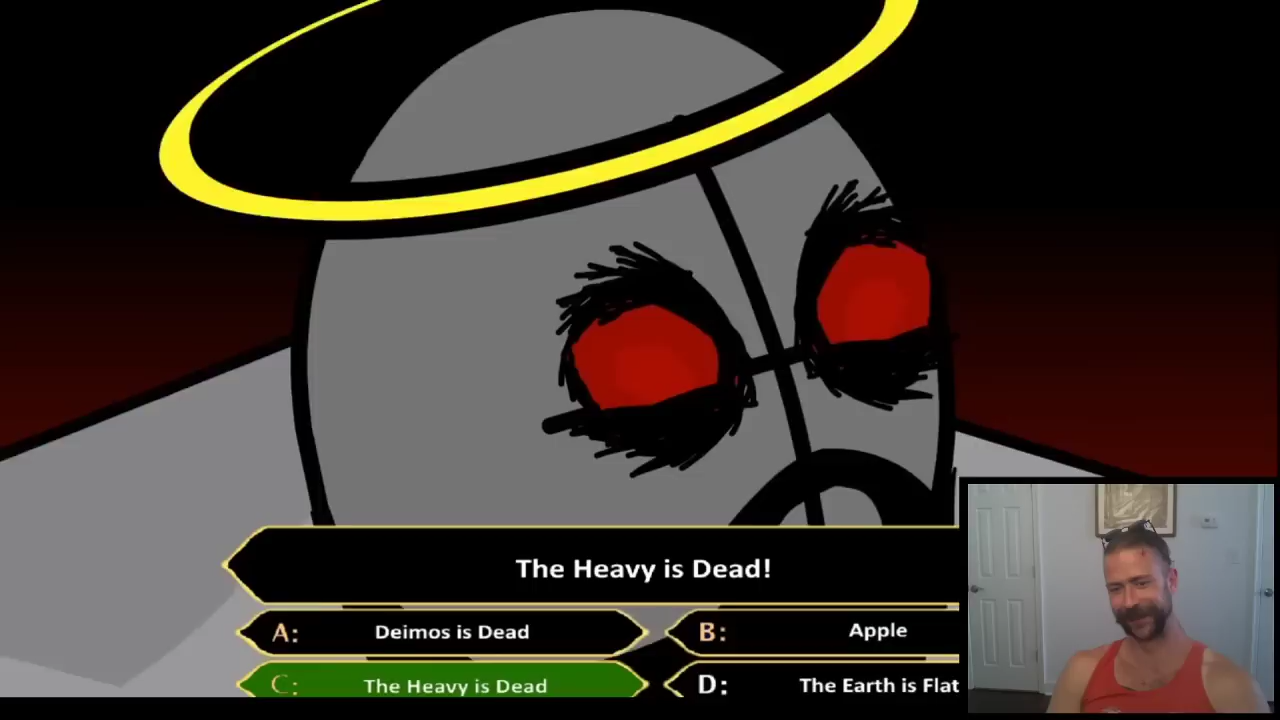 The Heavy is Dead!
A: Deimos is Dead
B: Apple
C: The Heavy is Dead
D: The Earth is Flat